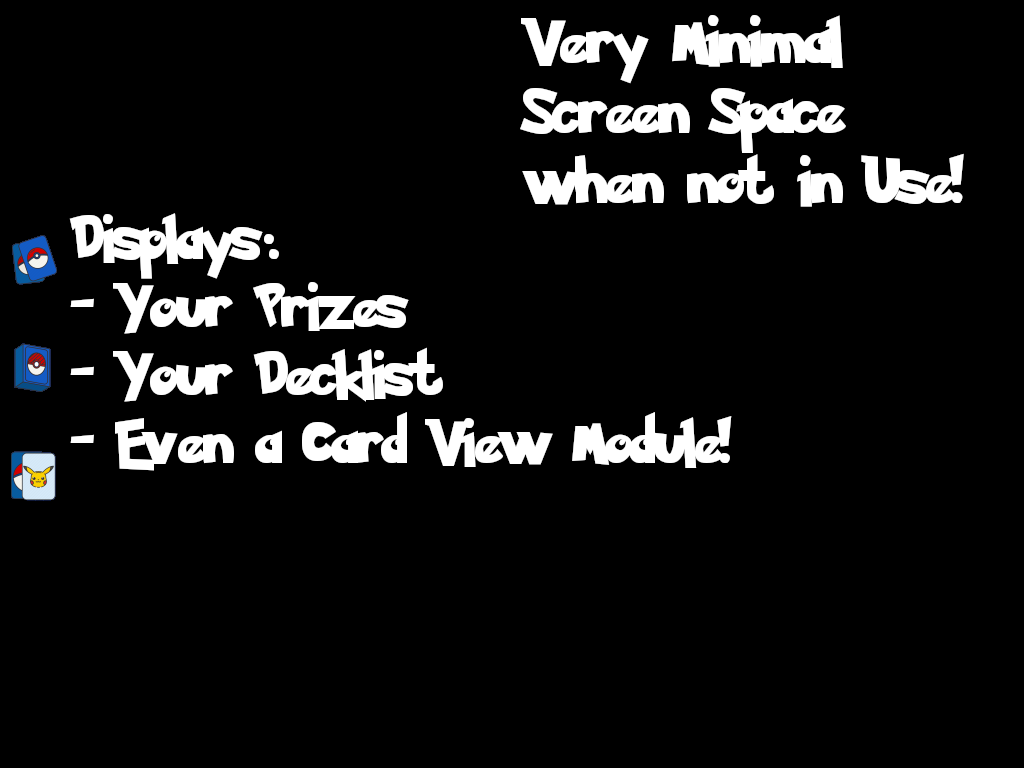 Very Minimal
Screen Space
when not in Use!
Displays:
- Your Prizes
- Your Decklist
- Even a Card View Module!